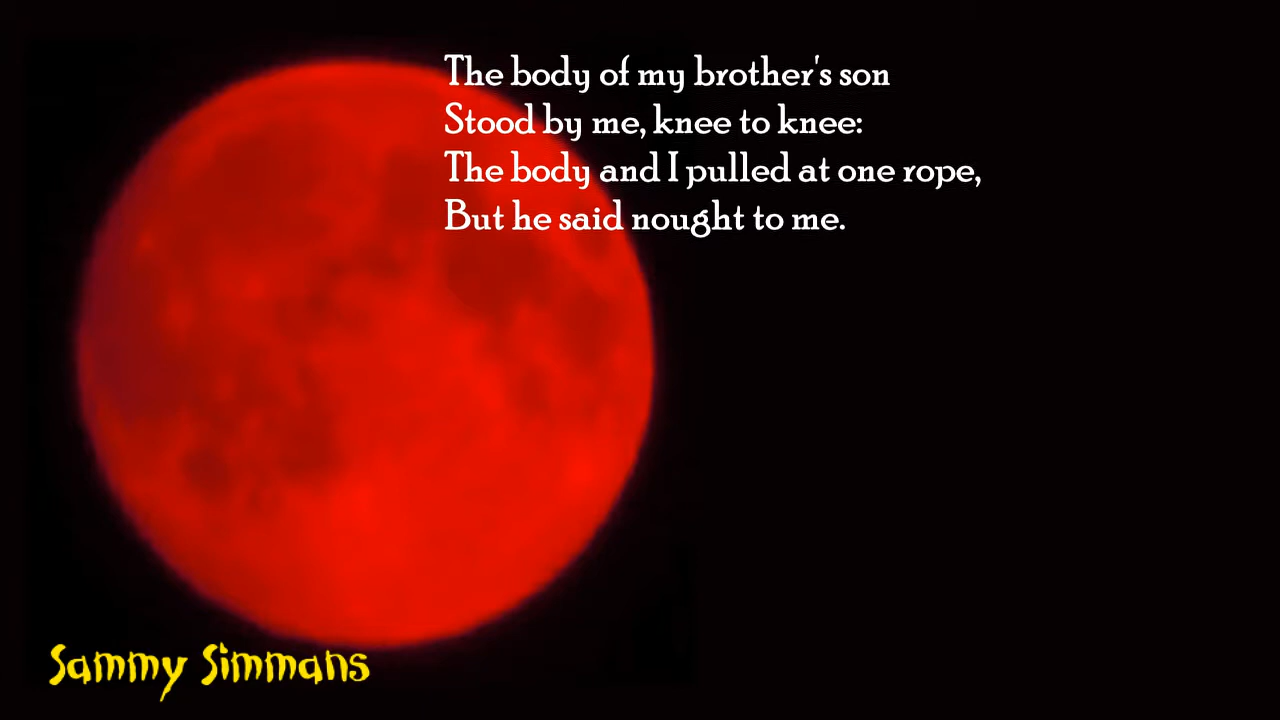 The body of my brother's son
Stood by me, knee to knee:
The body and I pulled at one rope,
But he said nought to me.
Sammy Simmans